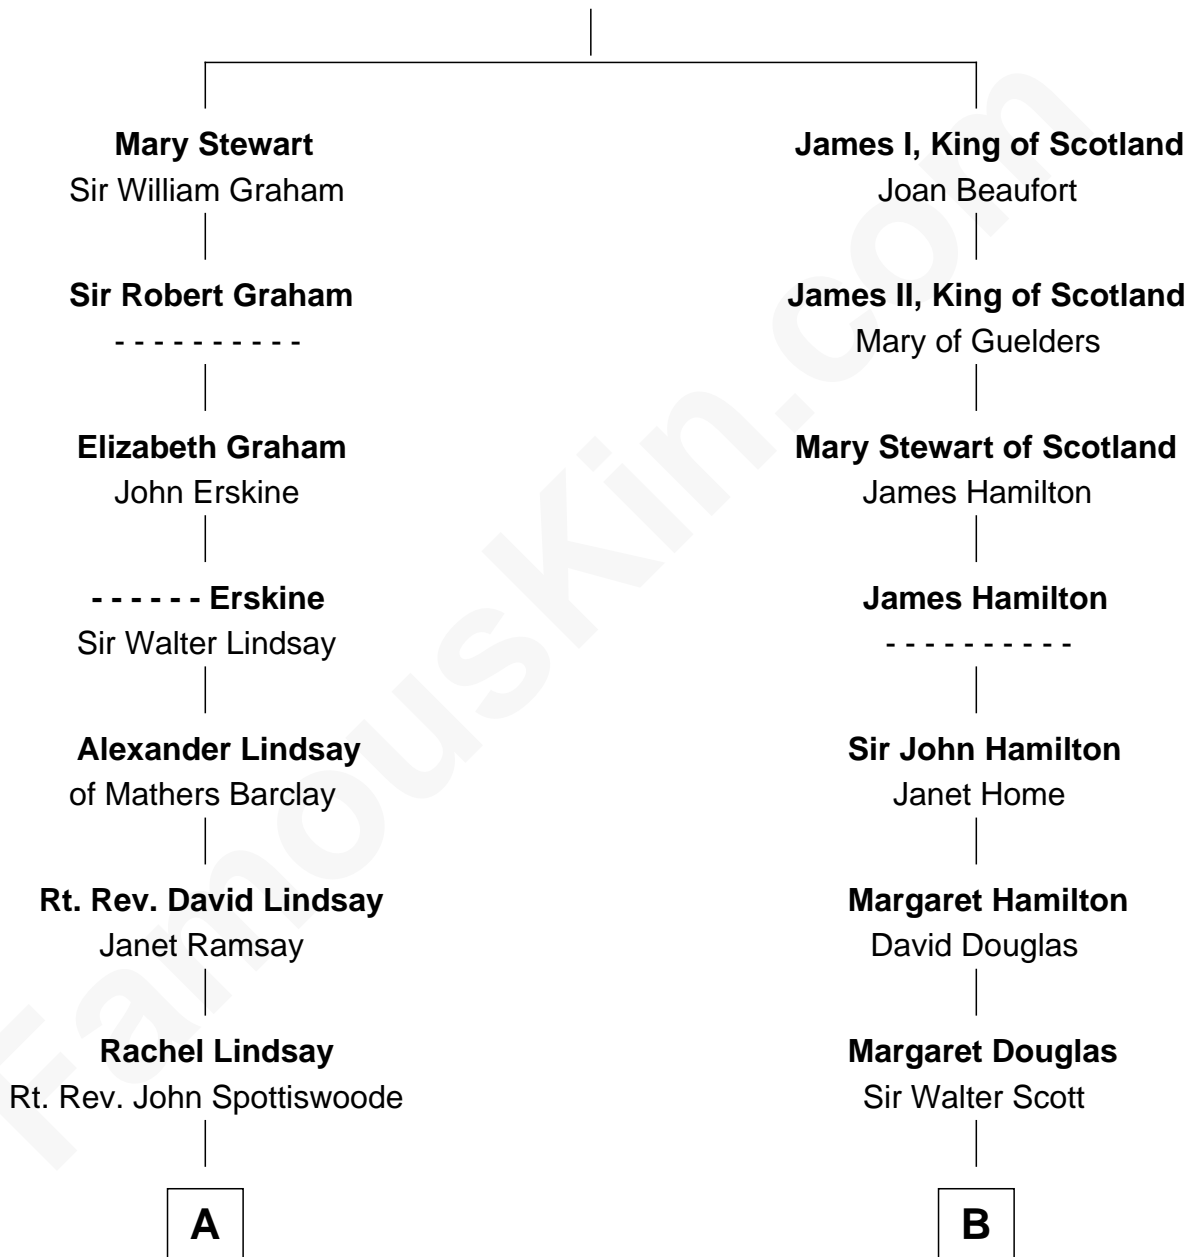 Mary Stewart
Sir William Graham
Sir Robert Graham
- - - - - - - - - -
Elizabeth Graham
John Erskine
- - - - - - Erskine
Sir Walter Lindsay
Alexander Lindsay
of Mathers Barclay
Rt. Rev. David Lindsay
Janet Ramsay
Rachel Lindsay
Rt. Rev. John Spottiswoode
A
James I, King of Scotland
Joan Beaufort
James II, King of Scotland
Mary of Guelders
Mary Stewart of Scotland
James Hamilton
James Hamilton
- - - - - - - - - -
Sir John Hamilton
Janet Home
Margaret Hamilton
David Douglas
Margaret Douglas
Sir Walter Scott
B
FamousKin.com